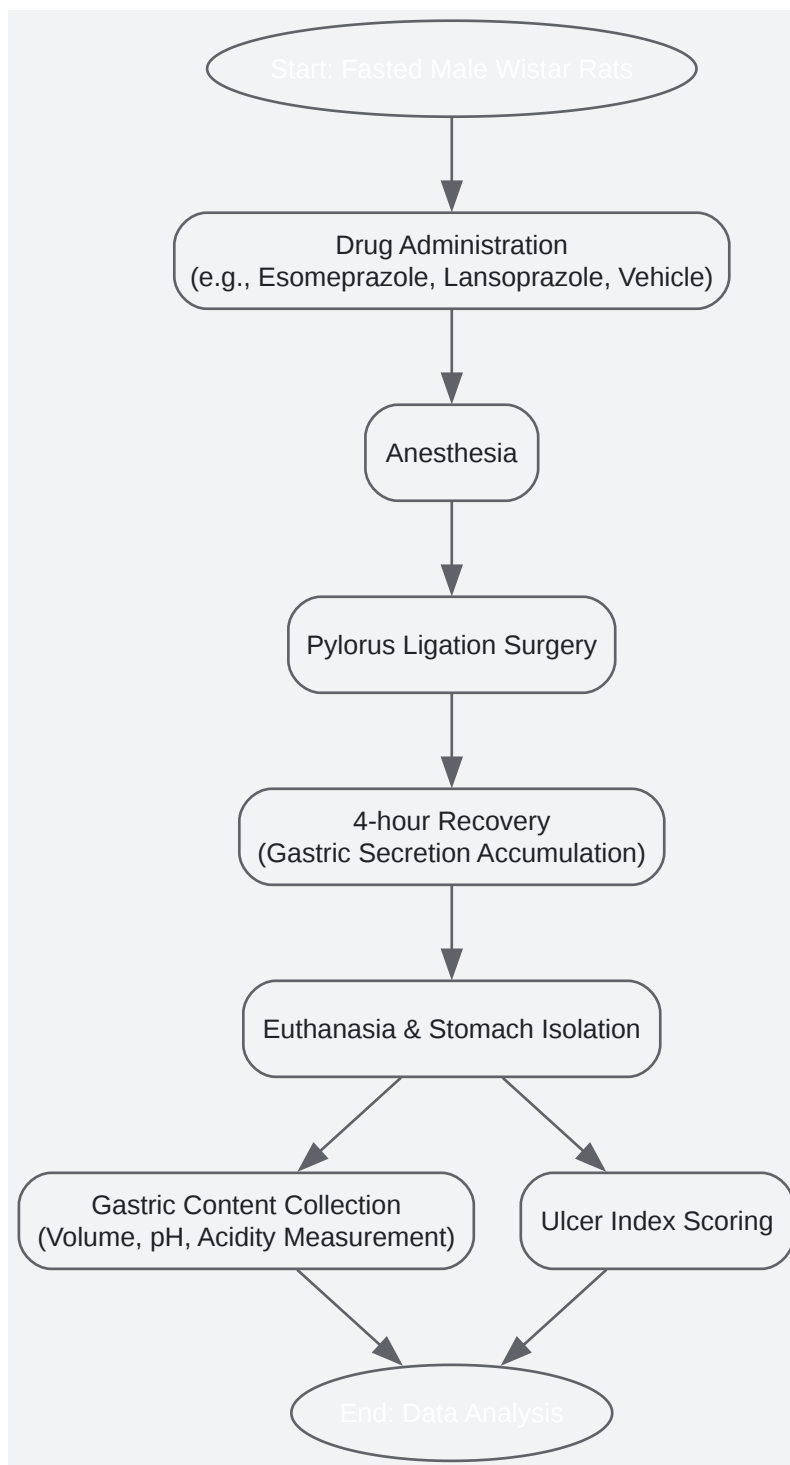 Start: Fasted Male Wistar Rats
Drug Administration
(e.g., Esomeprazole, Lansoprazole, Vehicle)
Anesthesia
Pylorus Ligation Surgery
4-hour Recovery
(Gastric Secretion Accumulation)
Euthanasia & Stomach Isolation
Gastric Content Collection
(Volume, pH, Acidity Measurement)
Ulcer Index Scoring
End: Data Analysis